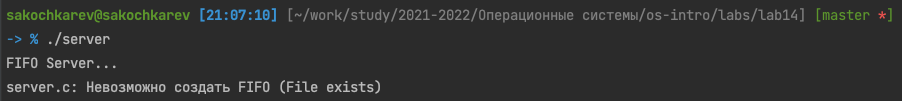 sakochkarev@sakochkarev [21:07:10] [~/work/study/2021-2022/Операционные системы/os-intro/labs/lab14] [master *]
-> % ./server
FIFO Server...
server.c: Невозможно создать FIFO (File exists)